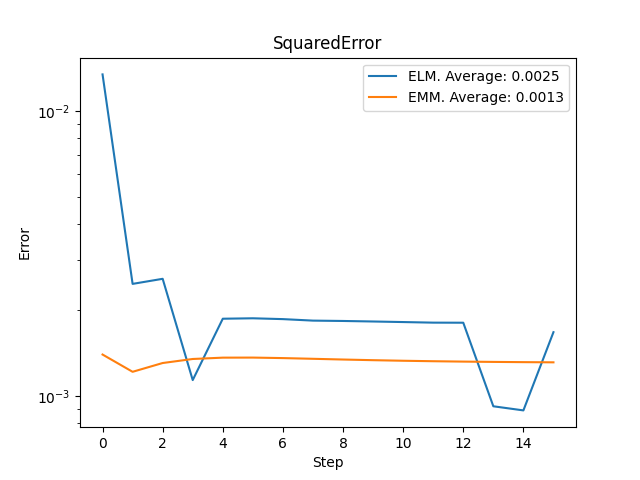 SquaredError
ELM. Average: 0.0025
EMM. Average: 0.0013
10⁻²
10⁻³
Error
0 2 4 6 8 10 12 14
Step